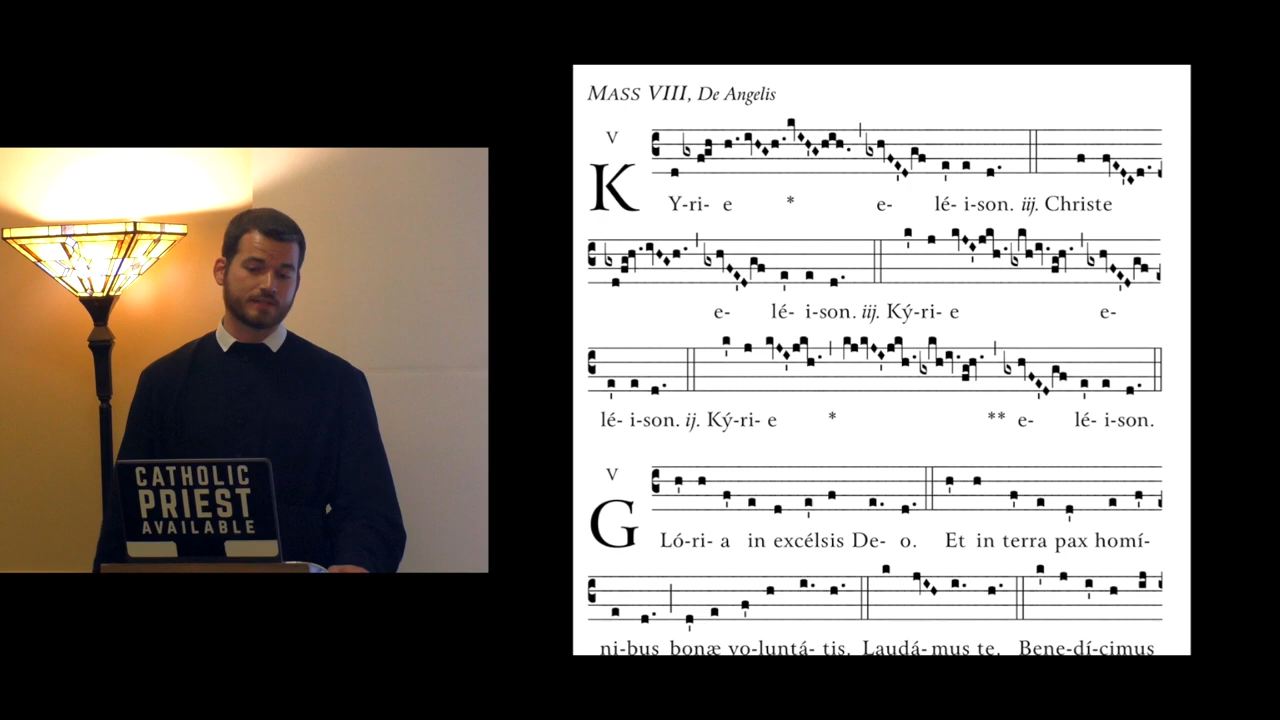 CATHOLIC
PRIEST
AVAILABLE
MASS VIII, De Angelis
V
KY-ri- e * e- lé- i-son. iij. Christe
e- lé- i-son. iij. Ký-ri- e e-
lé- i-son. ij. Ký-ri- e * ** e- lé- i-son.
V
GLó-ri- a in excélsis De- o. Et in terra pax homí-
ni-bus bonæ vo-luntá- tis. Laudá-mus te. Bene-dí-cimus